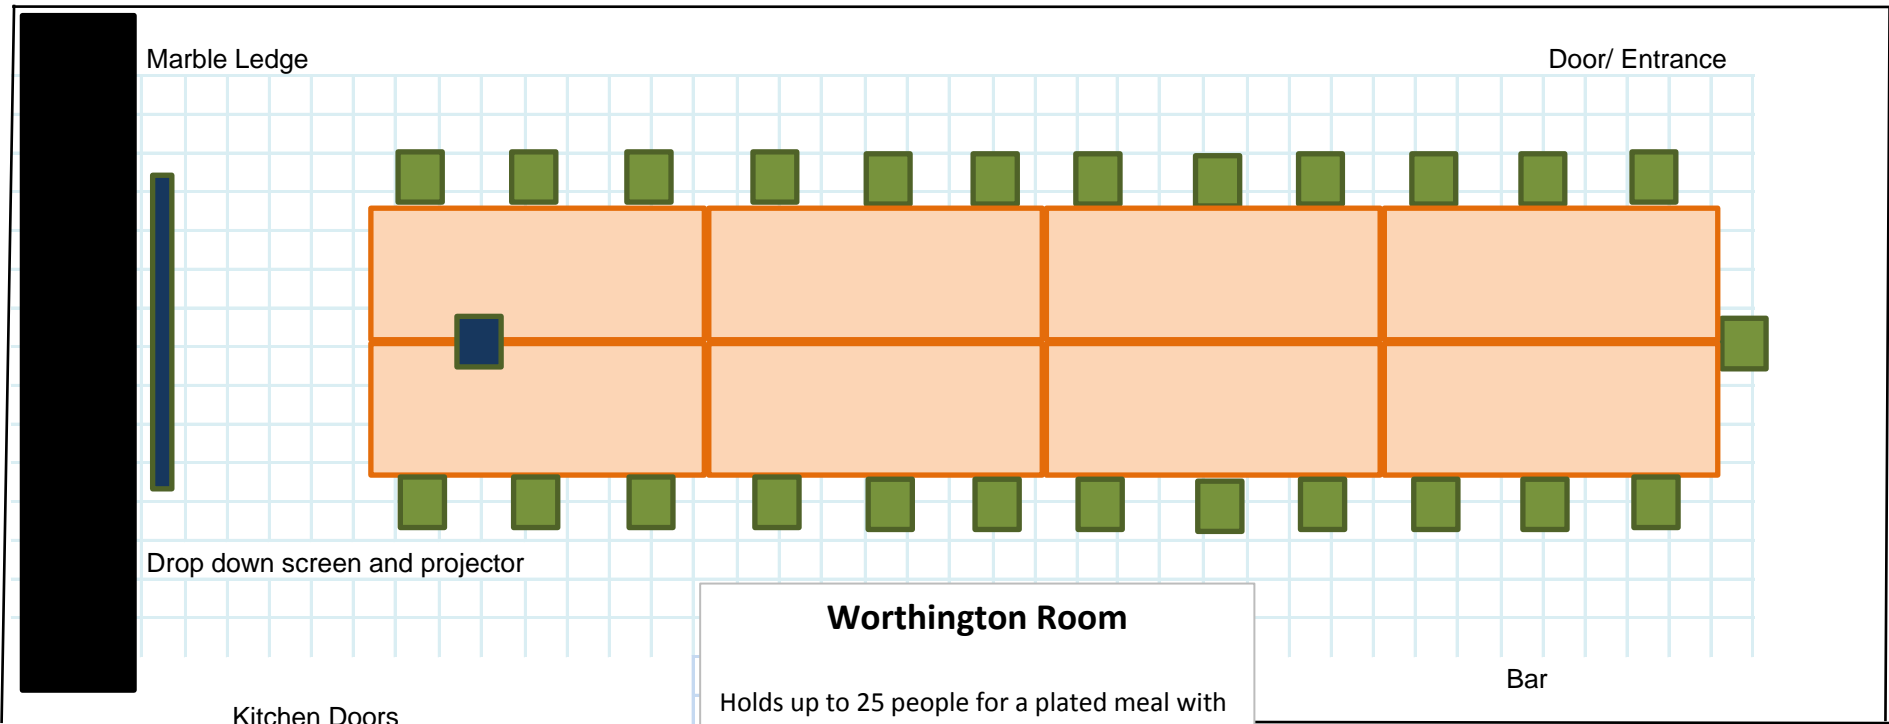 Marble Ledge
Door/ Entrance
Drop down screen and projector
Worthington Room
Holds up to 25 people for a plated meal with
Bar
Kitchen Doors